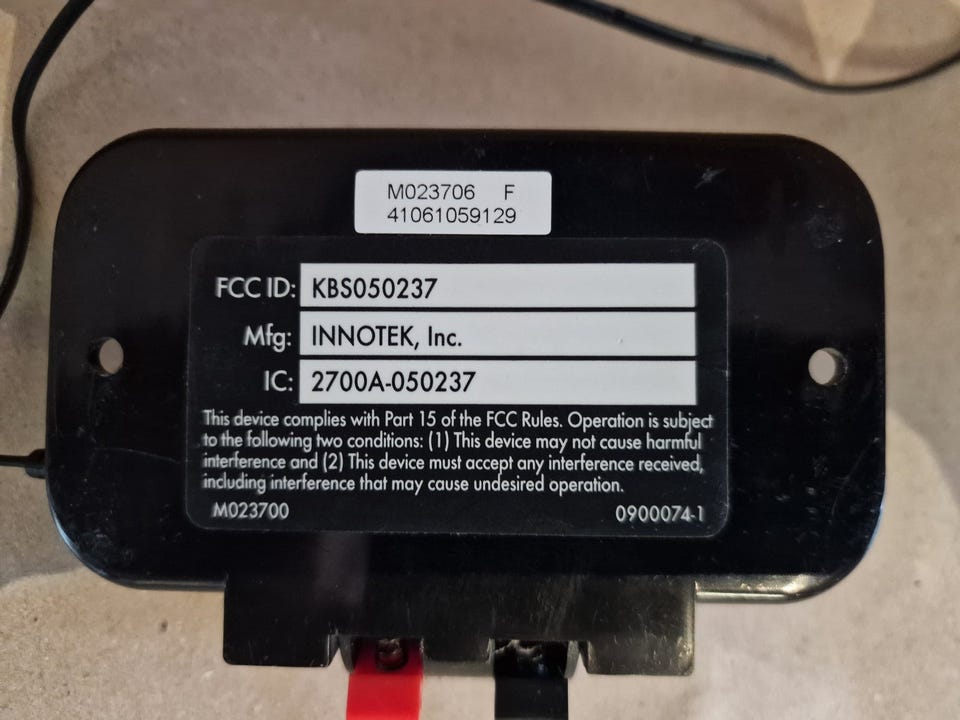 M023706 F
41061059129
FCC ID: KBS050237
Mfg: INNOTEK, Inc.
IC: 2700A-050237
This device complies with Part 15 of the FCC Rules. Operation is subject
to the following two conditions: (1) This device may not cause harmful
interference and (2) This device must accept any interference received,
including interference that may cause undesired operation.
M023700 0900074-1